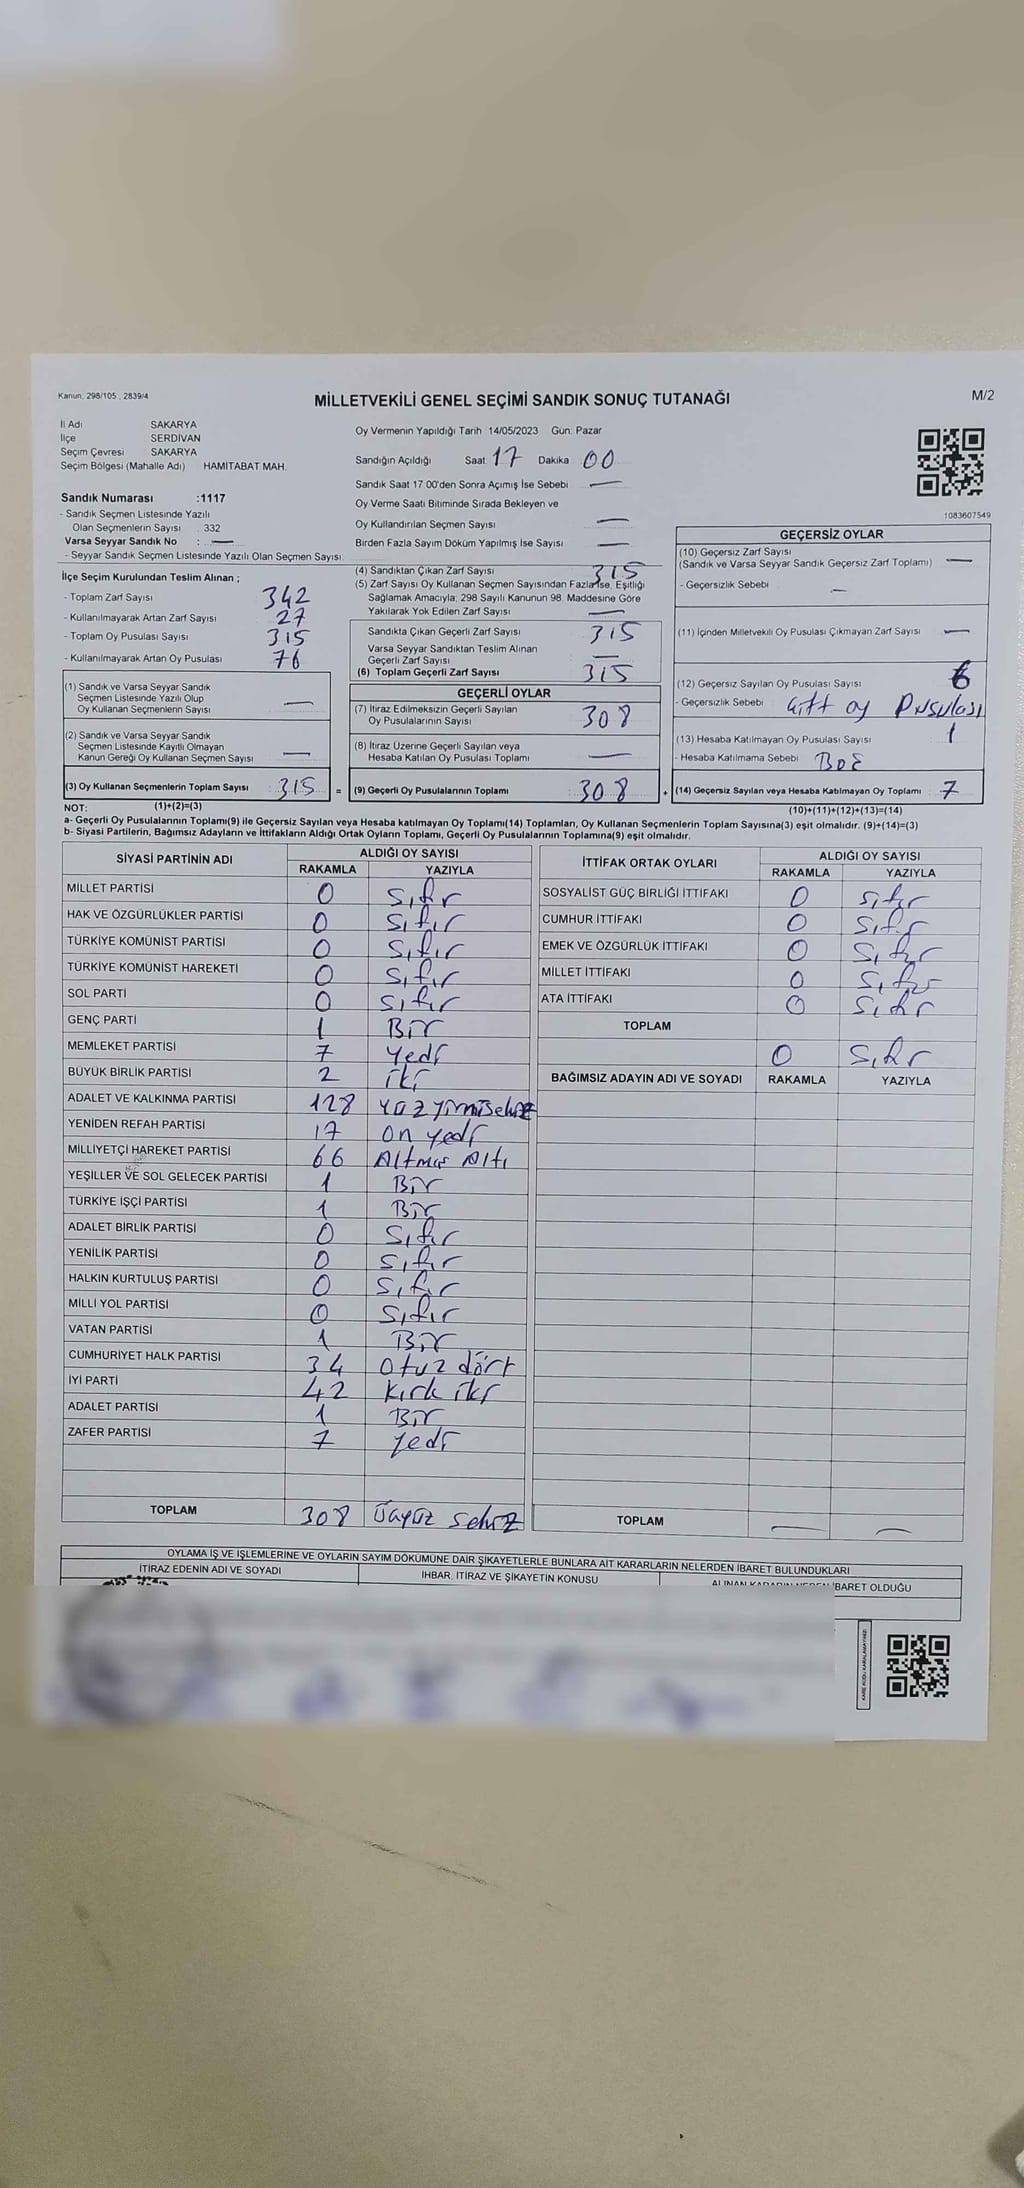 Kanun, 298/105 , 2839/4
MİLLETVEKİLİ GENEL SEÇİMİ SANDIK SONUÇ TUTANAĞI
M/2
İl Adı SAKARYA
İlçe SERDİVAN
Seçim Çevresi SAKARYA
Seçim Bölgesi (Mahalle Adı) HAMİTABAT MAH.
Sandık Numarası :1117
- Sandık Seçmen Listesinde Yazılı
Olan Seçmenlerin Sayısı : 332
Varsa Seyyar Sandık No : —
- Seyyar Sandık Seçmen Listesinde Yazılı Olan Seçmen Sayısı
Oy Vermenin Yapıldığı Tarih 14/05/2023 Gün: Pazar
Sandığın Açıldığı Saat 17 Dakika 00
Sandık Saat 17 00'den Sonra Açımış İse Sebebi —
Oy Verme Saati Bitiminde Sırada Bekleyen ve
Oy Kullandırılan Seçmen Sayısı —
Birden Fazla Sayım Döküm Yapılmış İse Sayısı —
1083607549
İlçe Seçim Kurulundan Teslim Alınan ;
- Toplam Zarf Sayısı 342
- Kullanılmayarak Artan Zarf Sayısı 27
- Toplam Oy Pusulası Sayısı 315
- Kullanılmayarak Artan Oy Pusulası 76
(4) Sandıktan Çıkan Zarf Sayısı 315
(5) Zarf Sayısı Oy Kullanan Seçmen Sayısından Fazla İse, Eşitliği
Sağlamak Amacıyla; 298 Sayılı Kanunun 98. Maddesine Göre
Yakılarak Yok Edilen Zarf Sayısı —
Sandıkta Çıkan Geçerli Zarf Sayısı 315
Varsa Seyyar Sandıktan Teslim Alınan
Geçerli Zarf Sayısı —
(6) Toplam Geçerli Zarf Sayısı 315
GEÇERSİZ OYLAR
(10) Geçersiz Zarf Sayısı
(Sandık ve Varsa Seyyar Sandık Geçersiz Zarf Toplamı) —
- Geçersizlik Sebebi —
(11) İçinden Milletvekili Oy Pusulası Çıkmayan Zarf Sayısı —
(12) Geçersiz Sayılan Oy Pusulası Sayısı 6
- Geçersizlik Sebebi Çift oy Pusulası
(13) Hesaba Katılmayan Oy Pusulası Sayısı 1
- Hesaba Katılmama Sebebi Boş
(14) Geçersiz Sayılan veya Hesaba Katılmayan Oy Toplamı 7
(1) Sandık ve Varsa Seyyar Sandık
Seçmen Listesinde Yazılı Olup
Oy Kullanan Seçmenlerin Sayısı —
(2) Sandık ve Varsa Seyyar Sandık
Seçmen Listesinde Kayıtlı Olmayan
Kanun Gereği Oy Kullanan Seçmen Sayısı —
(3) Oy Kullanan Seçmenlerin Toplam Sayısı : 315 =
GEÇERLİ OYLAR
(7) İtiraz Edilmeksizin Geçerli Sayılan
Oy Pusulalarının Sayısı 308
(8) İtiraz Üzerine Geçerli Sayılan veya
Hesaba Katılan Oy Pusulası Toplamı —
(9) Geçerli Oy Pusulalarının Toplamı 308 +
NOT: (1)+(2)=(3)
(10)+(11)+(12)+(13)=(14)
a- Geçerli Oy Pusulalarının Toplamı(9) ile Geçersiz Sayılan veya Hesaba katılmayan Oy Toplamı(14) Toplamları, Oy Kullanan Seçmenlerin Toplam Sayısına(3) eşit olmalıdır. (9)+(14)=(3)
b- Siyasi Partilerin, Bağımsız Adayların ve İttifakların Aldığı Ortak Oyların Toplamı, Geçerli Oy Pusulalarının Toplamına(9) eşit olmalıdır.
SİYASİ PARTİNİN ADI ALDIĞI OY SAYISI
RAKAMLA YAZIYLA
MİLLET PARTİSİ 0 sıfır
HAK VE ÖZGÜRLÜKLER PARTİSİ 0 sıfır
TÜRKİYE KOMÜNİST PARTİSİ 0 sıfır
TÜRKİYE KOMÜNİST HAREKETİ 0 sıfır
SOL PARTİ 0 sıfır
GENÇ PARTİ 1 Bir
MEMLEKET PARTİSİ 7 yedi
BÜYÜK BİRLİK PARTİSİ 2 iki
ADALET VE KALKINMA PARTİSİ 128 yüzyirmisekiz
YENİDEN REFAH PARTİSİ 17 on yedi
MİLLİYETÇİ HAREKET PARTİSİ 66 Altmış Altı
YEŞİLLER VE SOL GELECEK PARTİSİ 1 Bir
TÜRKİYE İŞÇİ PARTİSİ 1 Bir
ADALET BİRLİK PARTİSİ 0 sıfır
YENİLİK PARTİSİ 0 sıfır
HALKIN KURTULUŞ PARTİSİ 0 sıfır
MİLLİ YOL PARTİSİ 0 sıfır
VATAN PARTİSİ 1 Bir
CUMHURİYET HALK PARTİSİ 34 otuz dört
İYİ PARTİ 42 kırk iki
ADALET PARTİSİ 1 Bir
ZAFER PARTİSİ 7 yedi
TOPLAM 308 üçyüz sekiz
İTTİFAK ORTAK OYLARI ALDIĞI OY SAYISI
RAKAMLA YAZIYLA
SOSYALİST GÜÇ BİRLİĞİ İTTİFAKI 0 sıfır
CUMHUR İTTİFAKI 0 sıfır
EMEK VE ÖZGÜRLÜK İTTİFAKI 0 sıfır
MİLLET İTTİFAKI 0 sıfır
ATA İTTİFAKI 0 sıfır
TOPLAM
0 sıfır
BAĞIMSIZ ADAYIN ADI VE SOYADI RAKAMLA YAZIYLA
TOPLAM — —
OYLAMA İŞ VE İŞLEMLERİNE VE OYLARIN SAYIM DÖKÜMÜNE DAİR ŞİKAYETLERLE BUNLARA AİT KARARLARIN NELERDEN İBARET BULUNDUKLARI
İTİRAZ EDENİN ADI VE SOYADI İHBAR, İTİRAZ VE ŞİKAYETİN KONUSU İBARET OLDUĞU